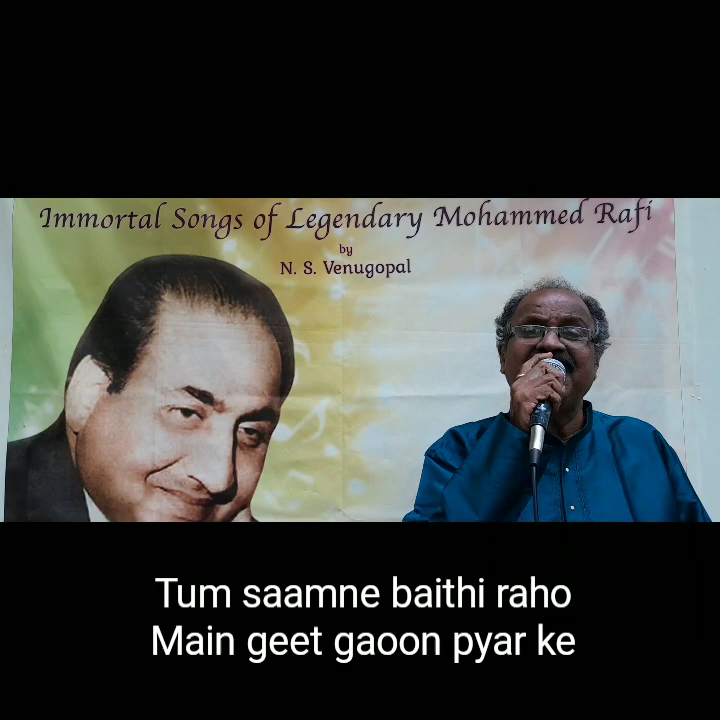 Immortal Songs of Legendary Mohammed Rafi
by
N. S. Venugopal
Tum saamne baithi raho
Main geet gaoon pyar ke